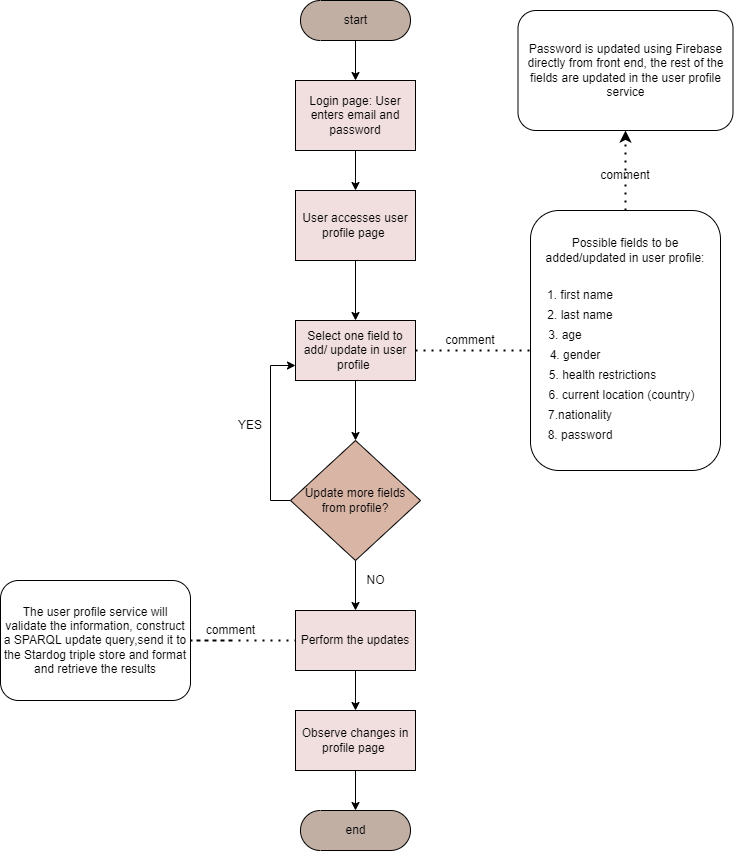 start
Login page: User
enters email and
password
User accesses user
profile page
Select one field to
add/ update in user
profile
comment
Password is updated using Firebase
directly from front end, the rest of the
fields are updated in the user profile
service
comment
Possible fields to be
added/updated in user profile:
1. first name
2. last name
3. age
4. gender
5. health restrictions
6. current location (country)
7.nationality
8. password
YES
Update more fields
from profile?
NO
The user profile service will
validate the information, construct
a SPARQL update query,send it to
the Stardog triple store and format
and retrieve the results
comment
Perform the updates
Observe changes in
profile page
end